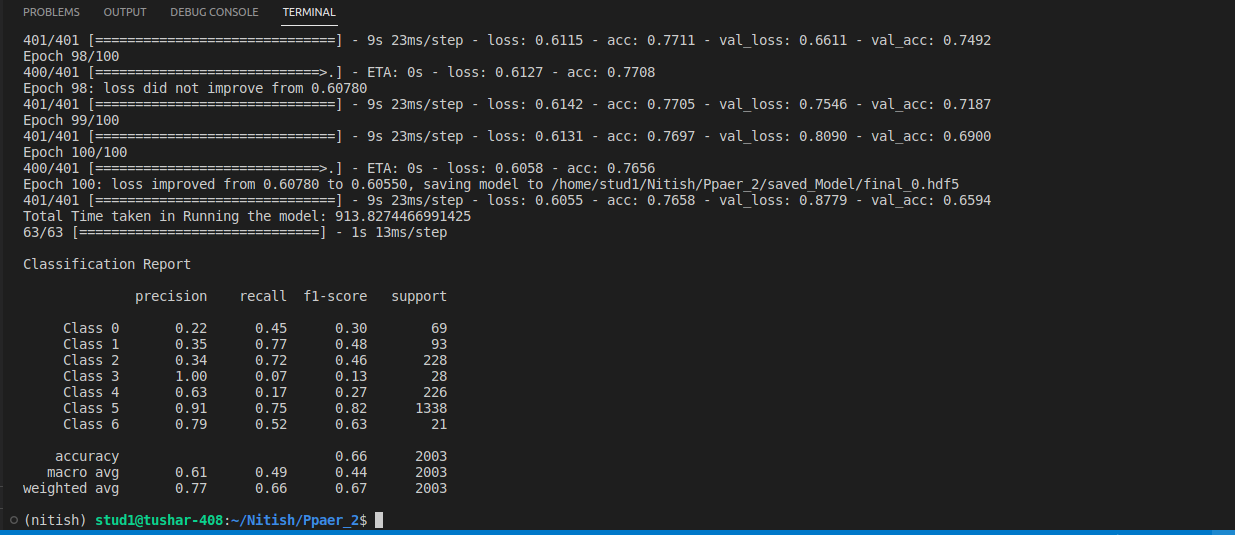 PROBLEMS OUTPUT DEBUG CONSOLE TERMINAL
401/401 [==============================] - 9s 23ms/step - loss: 0.6115 - acc: 0.7711 - val_loss: 0.6611 - val_acc: 0.7492
Epoch 98/100
400/401 [============================>.] - ETA: 0s - loss: 0.6127 - acc: 0.7708
Epoch 98: loss did not improve from 0.60780
401/401 [==============================] - 9s 23ms/step - loss: 0.6142 - acc: 0.7705 - val_loss: 0.7546 - val_acc: 0.7187
Epoch 99/100
401/401 [==============================] - 9s 23ms/step - loss: 0.6131 - acc: 0.7697 - val_loss: 0.8090 - val_acc: 0.6900
Epoch 100/100
400/401 [============================>.] - ETA: 0s - loss: 0.6058 - acc: 0.7656
Epoch 100: loss improved from 0.60780 to 0.60550, saving model to /home/stud1/Nitish/Ppaer_2/saved_Model/final_0.hdf5
401/401 [==============================] - 9s 23ms/step - loss: 0.6055 - acc: 0.7658 - val_loss: 0.8779 - val_acc: 0.6594
Total Time taken in Running the model: 913.8274466991425
63/63 [==============================] - 1s 13ms/step
Classification Report
precision recall f1-score support
Class 0 0.22 0.45 0.30 69
Class 1 0.35 0.77 0.48 93
Class 2 0.34 0.72 0.46 228
Class 3 1.00 0.07 0.13 28
Class 4 0.63 0.17 0.27 226
Class 5 0.91 0.75 0.82 1338
Class 6 0.79 0.52 0.63 21
accuracy 0.66 2003
macro avg 0.61 0.49 0.44 2003
weighted avg 0.77 0.66 0.67 2003
(nitish) stud1@tushar-408:~/Nitish/Ppaer_2$